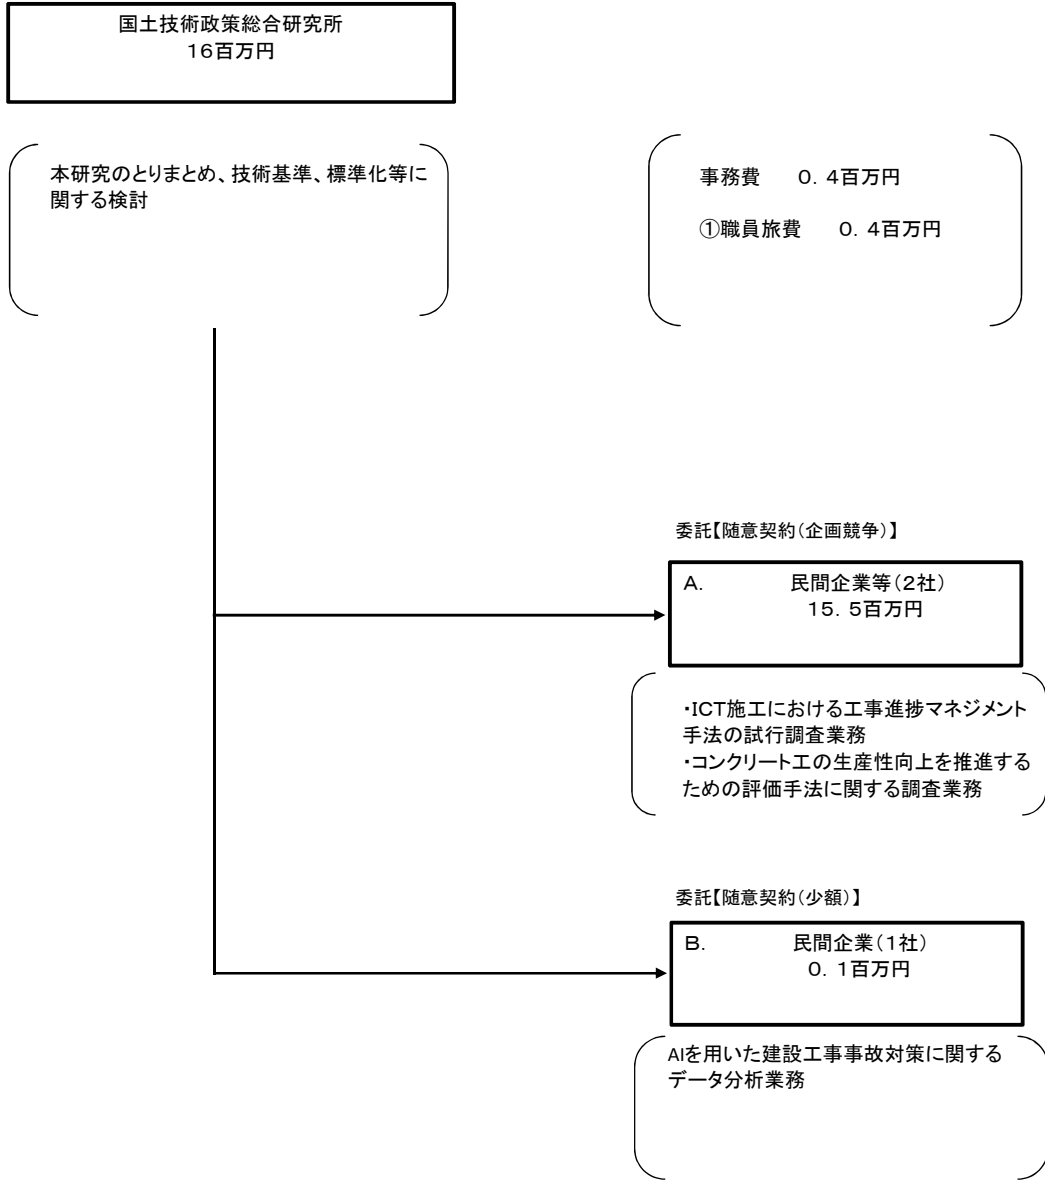 国土技術政策総合研究所
16百万円
本研究のとりまとめ、技術基準、標準化等に
関する検討
事務費　　０．４百万円
①職員旅費　　０．４百万円
委託【随意契約（企画競争）】
Ａ．　　民間企業等（２社）
１５．５百万円
・ICT施工における工事進捗マネジメント
手法の試行調査業務
・コンクリート工の生産性向上を推進する
ための評価手法に関する調査業務
委託【随意契約（少額）】
Ｂ．　　民間企業（１社）
０．１百万円
AIを用いた建設工事事故対策に関する
データ分析業務